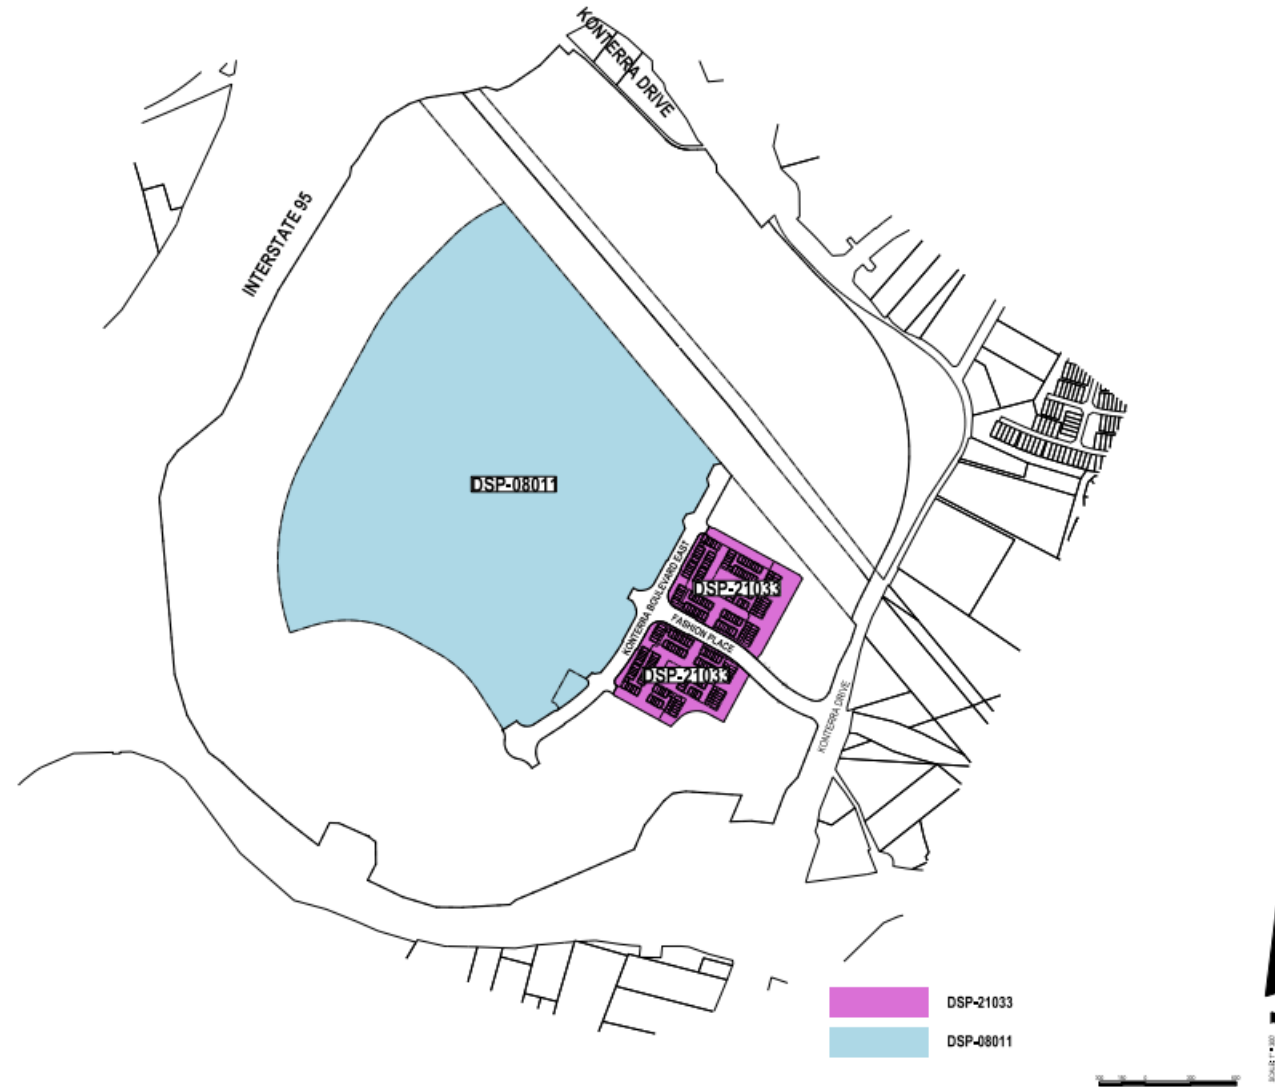 KONTERRA DRIVE
INTERSTATE 95
DSP-08011
KONTERRA BOULEVARD EAST
DSP-21033
FASHION PLACE
DSP-21033
KONTERRA DRIVE
DSP-21033
DSP-08011